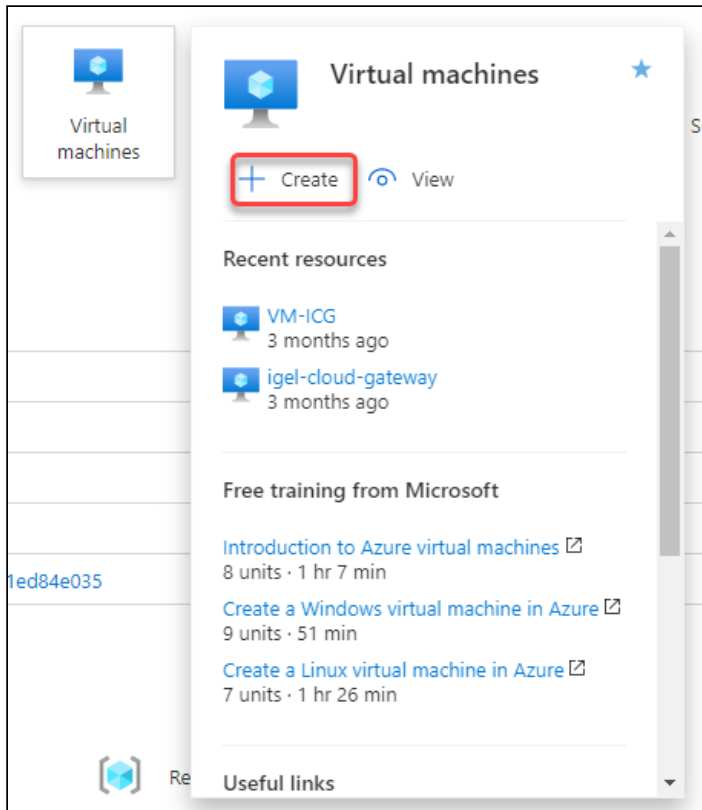 Virtual
machines
Virtual machines
Create
View
Recent resources
VM-ICG
3 months ago
igel-cloud-gateway
3 months ago
Free training from Microsoft
Introduction to Azure virtual machines
8 units · 1 hr 7 min
Create a Windows virtual machine in Azure
9 units · 51 min
1ed84e035
Create a Linux virtual machine in Azure
7 units · 1 hr 26 min
Re
Useful links